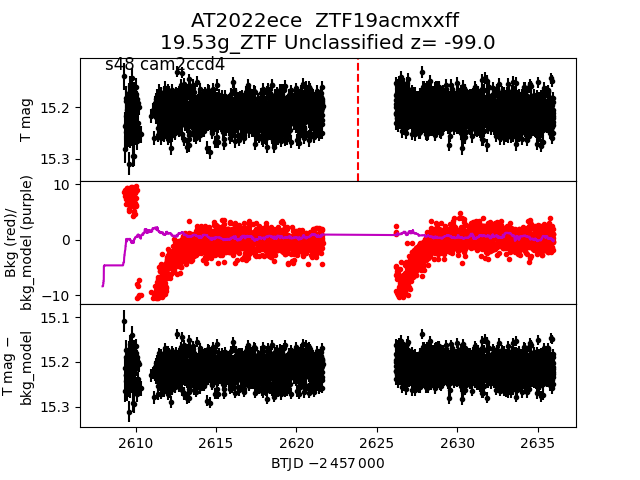 AT2022ece ZTF19acmxxff
19.53g_ZTF Unclassified z= -99.0
s48 cam2ccd4
T mag
15.2
15.3
Bkg (red)/
bkg_model (purple)
10
0
−10
T mag −
bkg_model
15.1
15.2
15.3
2610 2615 2620 2625 2630 2635
BTJD −2 457 000